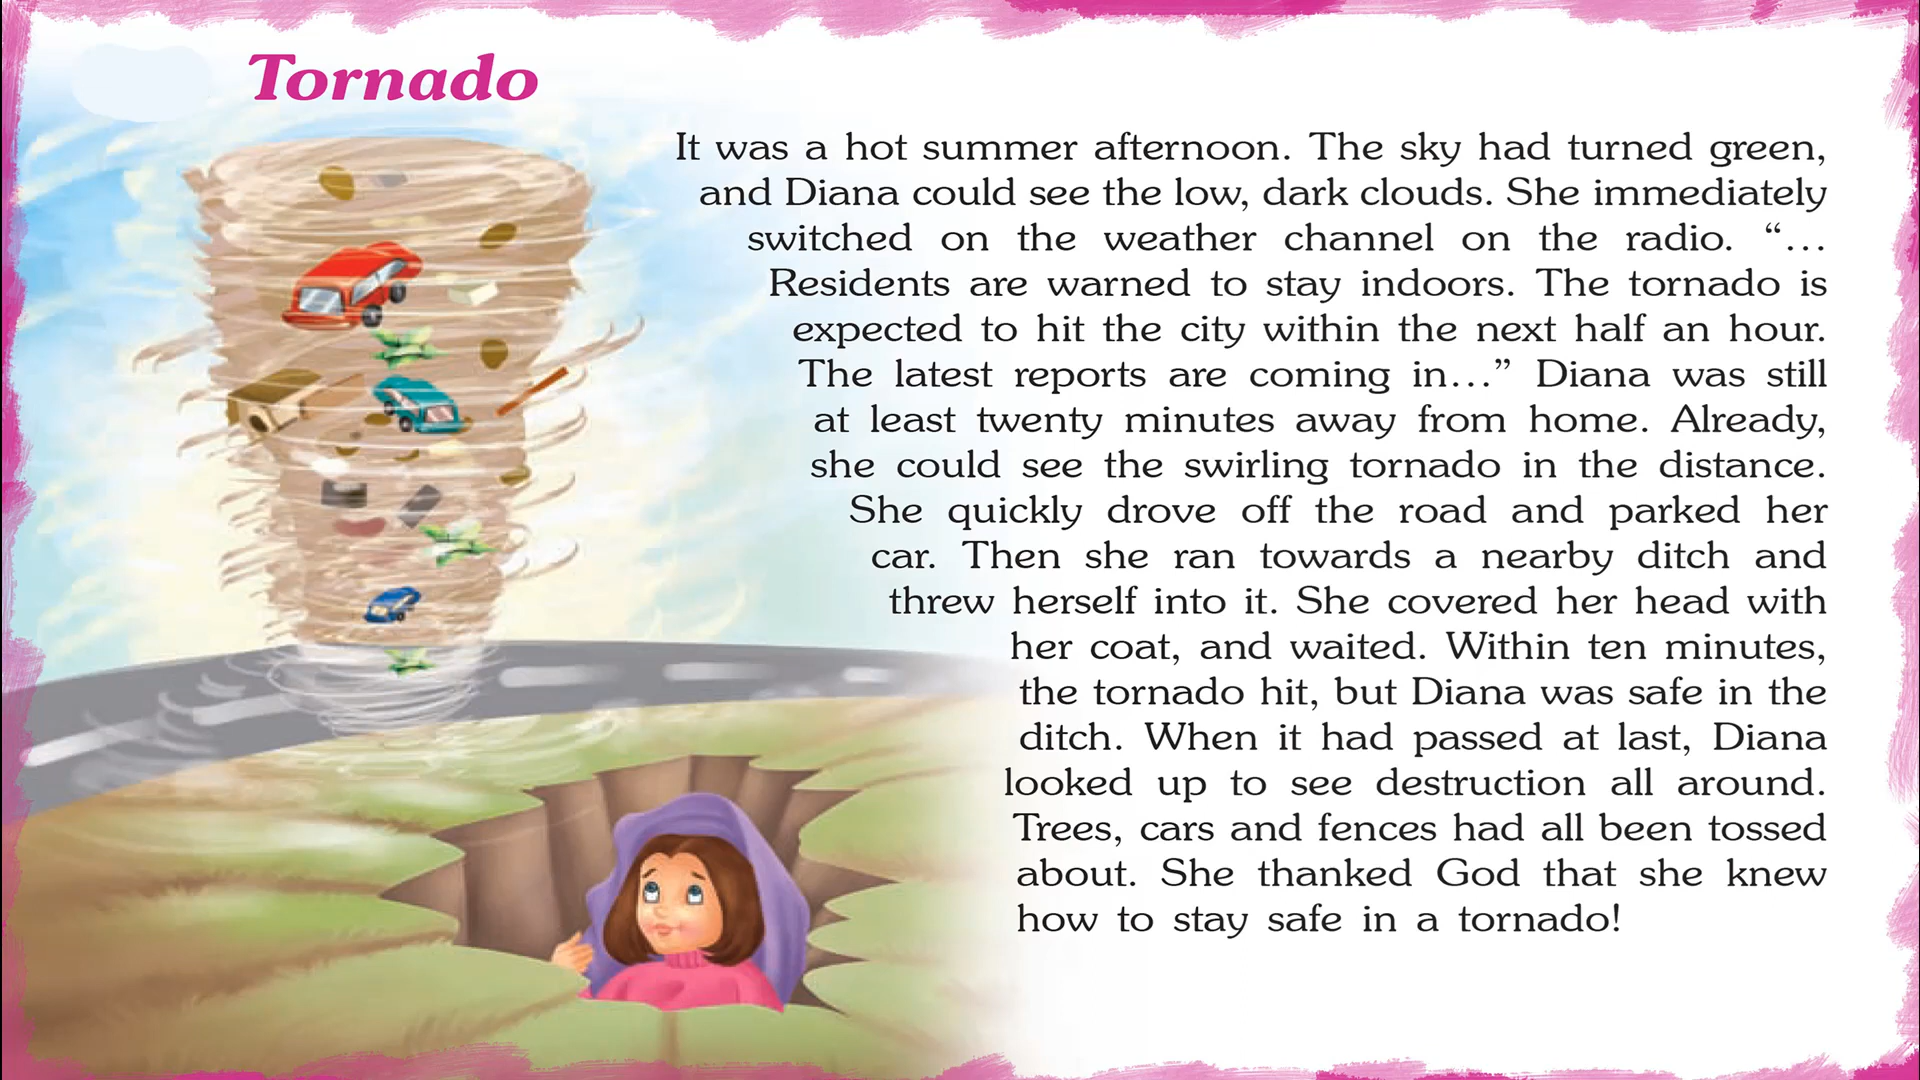 Tornado
It was a hot summer afternoon. The sky had turned green,
and Diana could see the low, dark clouds. She immediately
switched on the weather channel on the radio. “…
Residents are warned to stay indoors. The tornado is
expected to hit the city within the next half an hour.
The latest reports are coming in…” Diana was still
at least twenty minutes away from home. Already,
she could see the swirling tornado in the distance.
She quickly drove off the road and parked her
car. Then she ran towards a nearby ditch and
threw herself into it. She covered her head with
her coat, and waited. Within ten minutes,
the tornado hit, but Diana was safe in the
ditch. When it had passed at last, Diana
looked up to see destruction all around.
Trees, cars and fences had all been tossed
about. She thanked God that she knew
how to stay safe in a tornado!